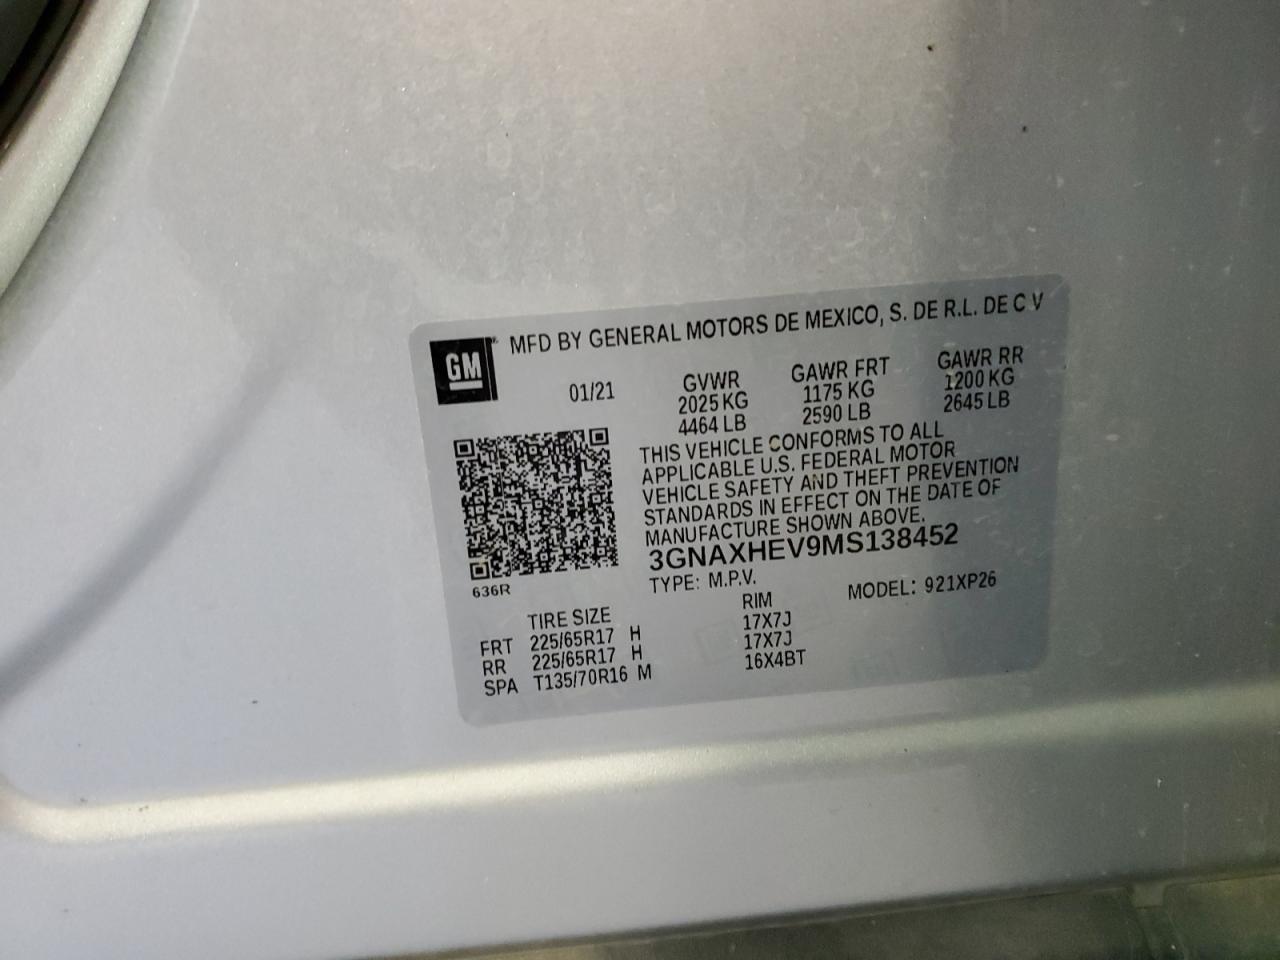 GM
MFD BY GENERAL MOTORS DE MEXICO, S. DE R.L. DE C V
01/21
GVWR GAWR FRT GAWR RR
2025 KG 1175 KG 1200 KG
4464 LB 2590 LB 2645 LB
THIS VEHICLE CONFORMS TO ALL
APPLICABLE U.S. FEDERAL MOTOR
VEHICLE SAFETY AND THEFT PREVENTION
STANDARDS IN EFFECT ON THE DATE OF
MANUFACTURE SHOWN ABOVE.
3GNAXHEV9MS138452
636R
TYPE: M.P.V. MODEL: 921XP26
TIRE SIZE RIM
FRT 225/65R17 H 17X7J
RR 225/65R17 H 17X7J
SPA T135/70R16 M 16X4BT